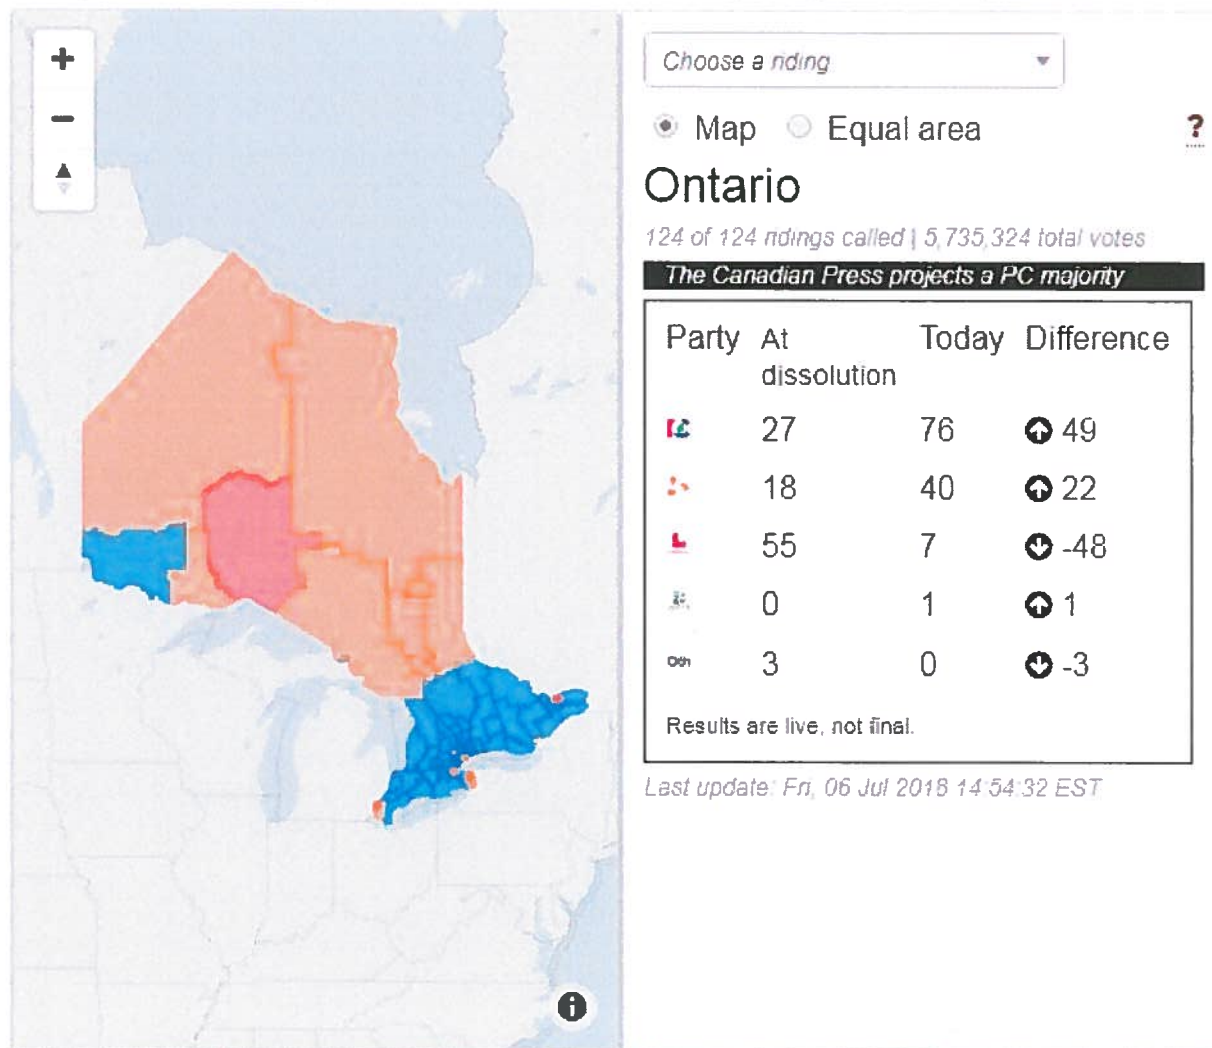 Choose a riding
Map Equal area ?
Ontario
124 of 124 ridings called | 5,735,324 total votes
The Canadian Press projects a PC majority
Party At dissolution Today Difference
27 76 49
18 40 22
55 7 -48
0 1 1
Oth 3 0 -3
Results are live, not final.
Last update: Fri, 06 Jul 2018 14:54:32 EST